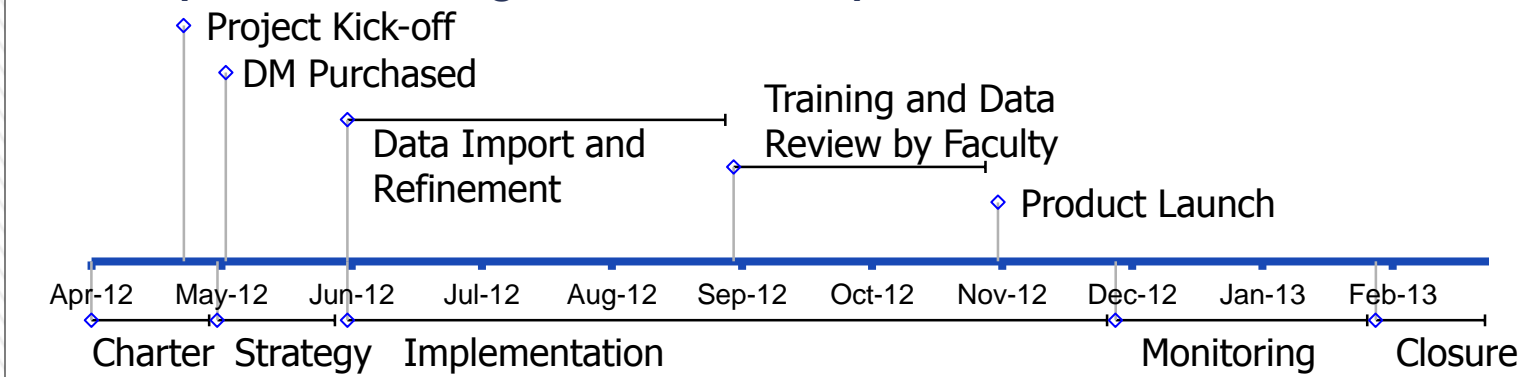 Project Kick-off
DM Purchased
Training and Data
Review by Faculty
Data Import and
Refinement
Product Launch
Apr-12 May-12 Jun-12 Jul-12 Aug-12 Sep-12 Oct-12 Nov-12 Dec-12 Jan-13 Feb-13
Charter Strategy Implementation Monitoring Closure